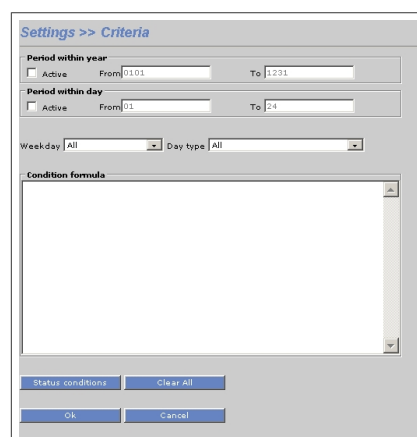 Settings >> Criteria
Period within year
Active From 0101 To 1231
Period within day
Active From 01 To 24
Weekday All Day type All
Condition formula
Status conditions Clear All
Ok Cancel